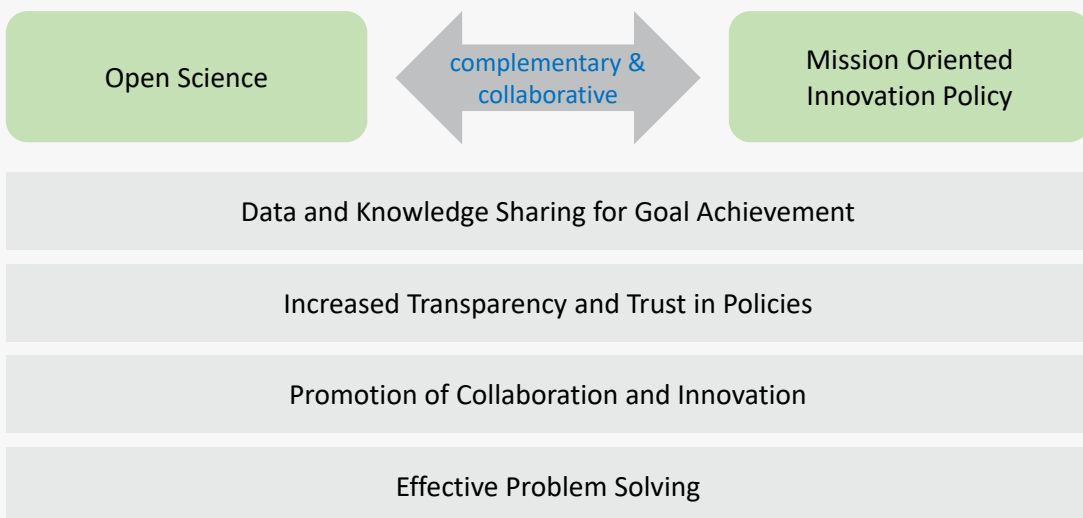 Open Science
complementary &
collaborative
Mission Oriented
Innovation Policy
Data and Knowledge Sharing for Goal Achievement
Increased Transparency and Trust in Policies
Promotion of Collaboration and Innovation
Effective Problem Solving